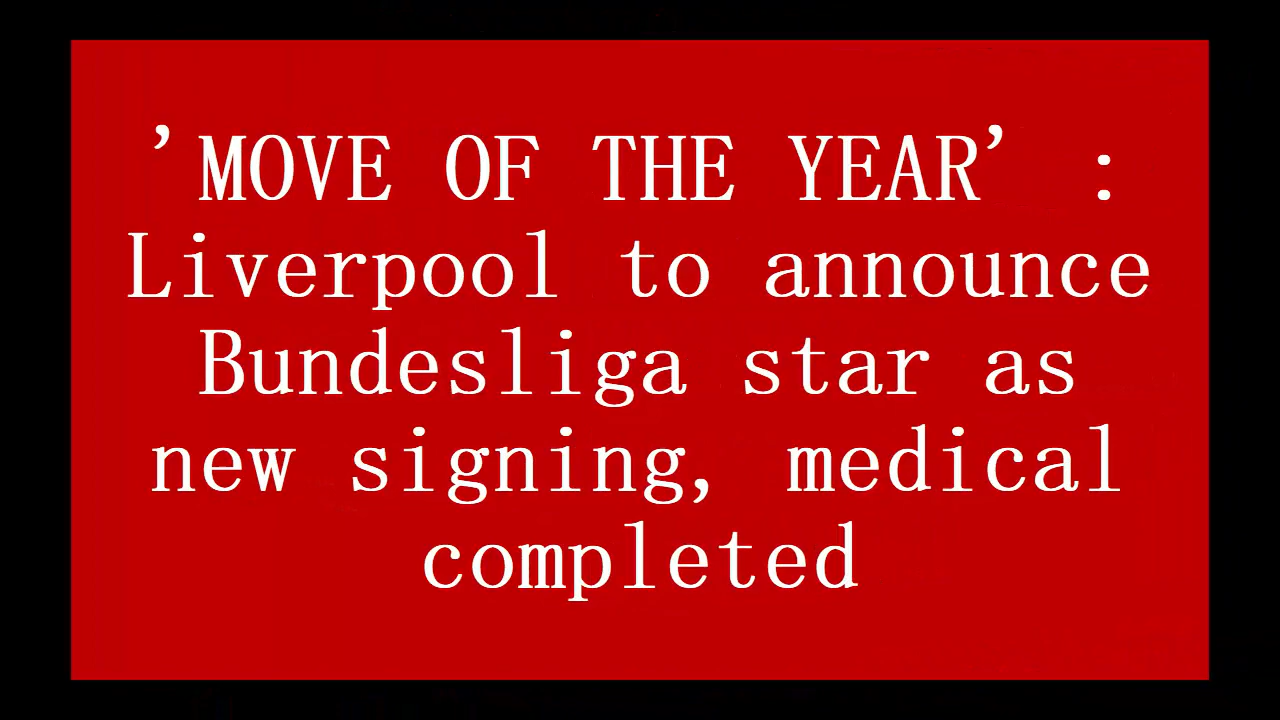 ’MOVE OF THE YEAR’ :
Liverpool to announce
Bundesliga star as
new signing, medical
completed